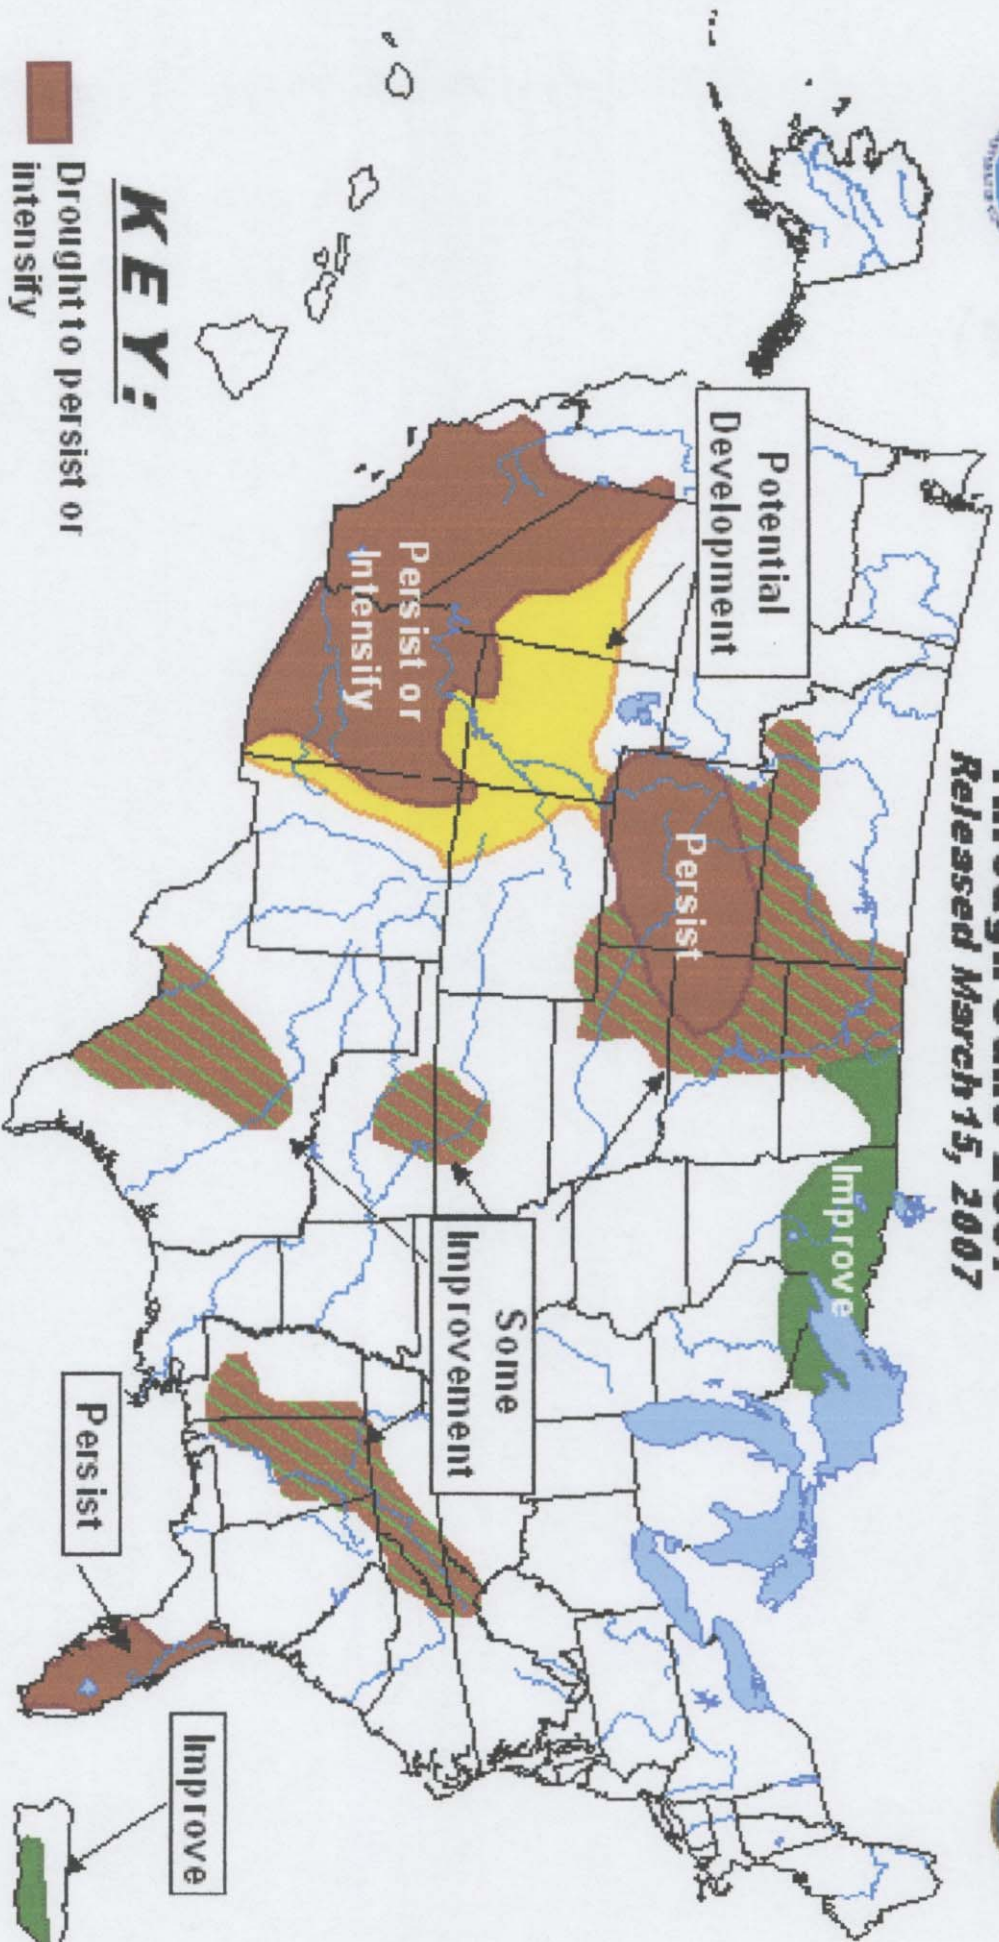 Released March 15, 2007
Potential
Development
Persist
Improve
Persist or
Intensify
Some
Improvement
Persist
Improve
KEY:
Drought to persist or
intensify